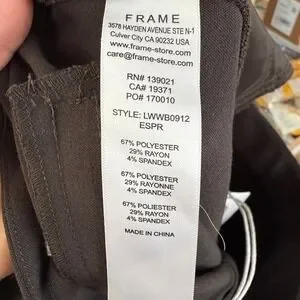 FRAME
3578 HAYDEN AVENUE STE N-1
Culver City CA 90232 USA
http://frame-store.com
care@frame-store.com
RN# 139021
CA# 19371
PO# 170010
STYLE: LWWB0912
ESPR
67% POLYESTER
29% RAYON
4% SPANDEX
67% POLYESTER
29% RAYONNE
4% SPANDEX
67% POLIESTER
29% RAYON
4% SPANDEX
MADE IN CHINA